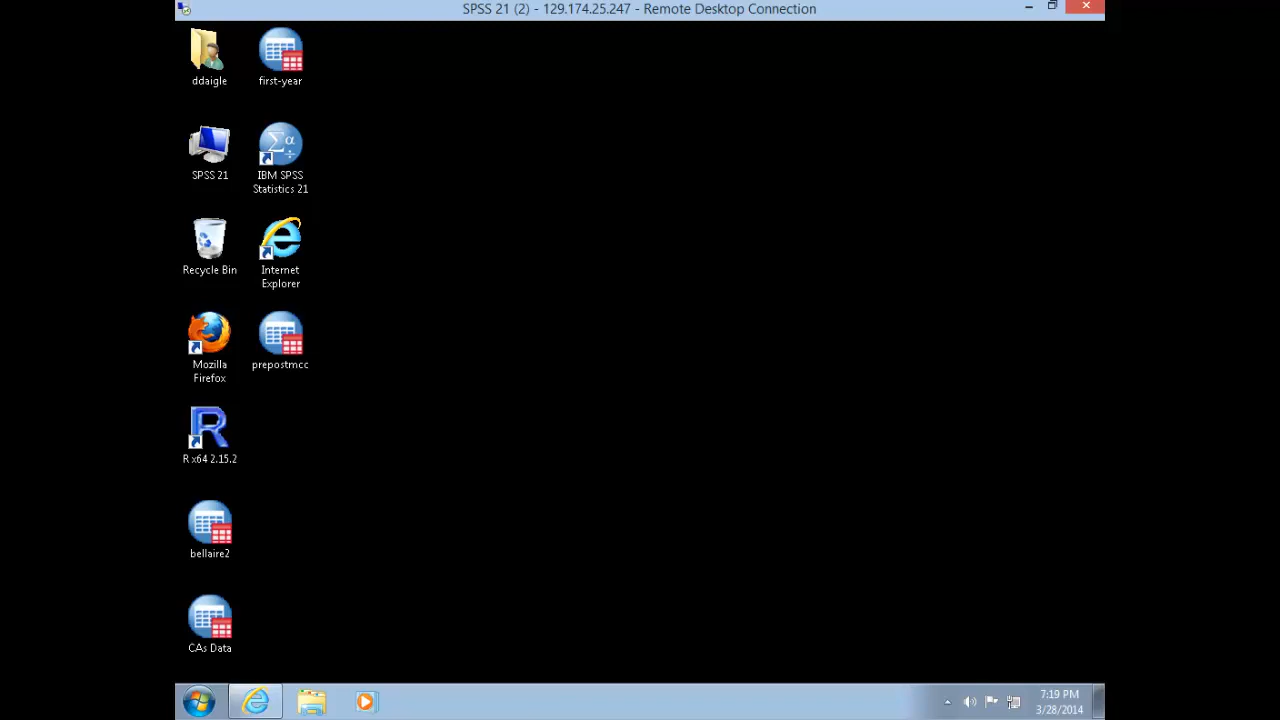 SPSS 21 (2) - 129.174.25.247 - Remote Desktop Connection
ddaigle
first-year
SPSS 21
IBM SPSS
Statistics 21
Recycle Bin
Internet
Explorer
Mozilla
Firefox
prepostmcc
R x64 2.15.2
bellaire2
CAs Data
7:19 PM
3/28/2014